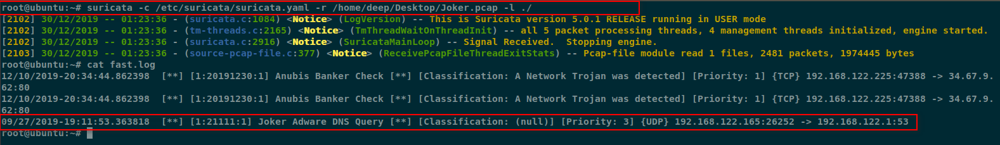 root@ubuntu:~# suricata -c /etc/suricata/suricata.yaml -r /home/deep/Desktop/Joker.pcap -l ./
[2102] 30/12/2019 -- 01:23:36 - (suricata.c:1084) <Notice> (LogVersion) -- This is Suricata version 5.0.1 RELEASE running in USER mode
[2102] 30/12/2019 -- 01:23:36 - (tm-threads.c:2165) <Notice> (TmThreadWaitOnThreadInit) -- all 5 packet processing threads, 4 management threads initialized, engine started.
[2102] 30/12/2019 -- 01:23:36 - (suricata.c:2916) <Notice> (SuricataMainLoop) -- Signal Received.  Stopping engine.
[2103] 30/12/2019 -- 01:23:36 - (source-pcap-file.c:377) <Notice> (ReceivePcapFileThreadExitStats) -- Pcap-file module read 1 files, 2481 packets, 1974445 bytes
root@ubuntu:~# cat fast.log
12/10/2019-20:34:44.862398  [**] [1:20191230:1] Anubis Banker Check [**] [Classification: A Network Trojan was detected] [Priority: 1] {TCP} 192.168.122.225:47388 -> 34.67.9.
62:80
12/10/2019-20:34:44.862398  [**] [1:20191230:1] Anubis Banker Check [**] [Classification: A Network Trojan was detected] [Priority: 1] {TCP} 192.168.122.225:47388 -> 34.67.9.
62:80
09/27/2019-19:11:53.363818  [**] [1:21111:1] Joker Adware DNS Query [**] [Classification: (null)] [Priority: 3] {UDP} 192.168.122.165:26252 -> 192.168.122.1:53
root@ubuntu:~#